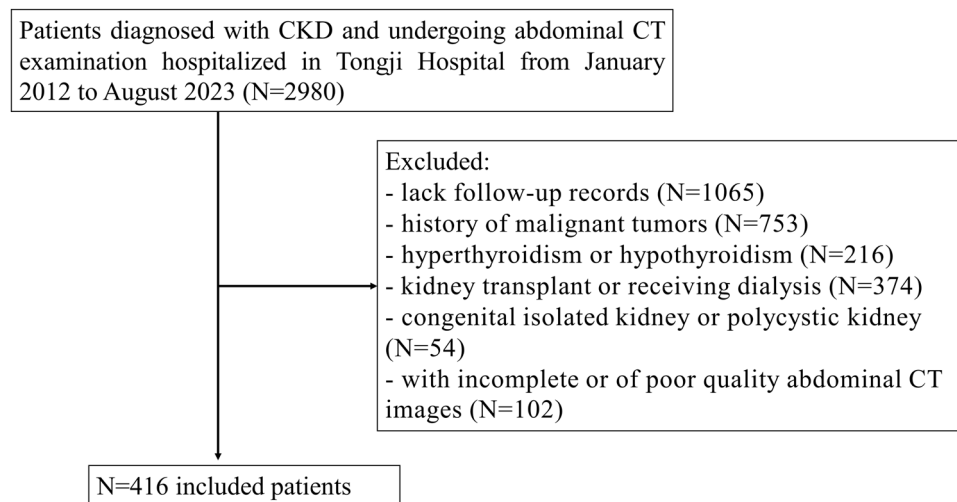 Patients diagnosed with CKD and undergoing abdominal CT
examination hospitalized in Tongji Hospital from January
2012 to August 2023 (N=2980)
Excluded:
- lack follow-up records (N=1065)
- history of malignant tumors (N=753)
- hyperthyroidism or hypothyroidism (N=216)
- kidney transplant or receiving dialysis (N=374)
- congenital isolated kidney or polycystic kidney
(N=54)
- with incomplete or of poor quality abdominal CT
images (N=102)
N=416 included patients